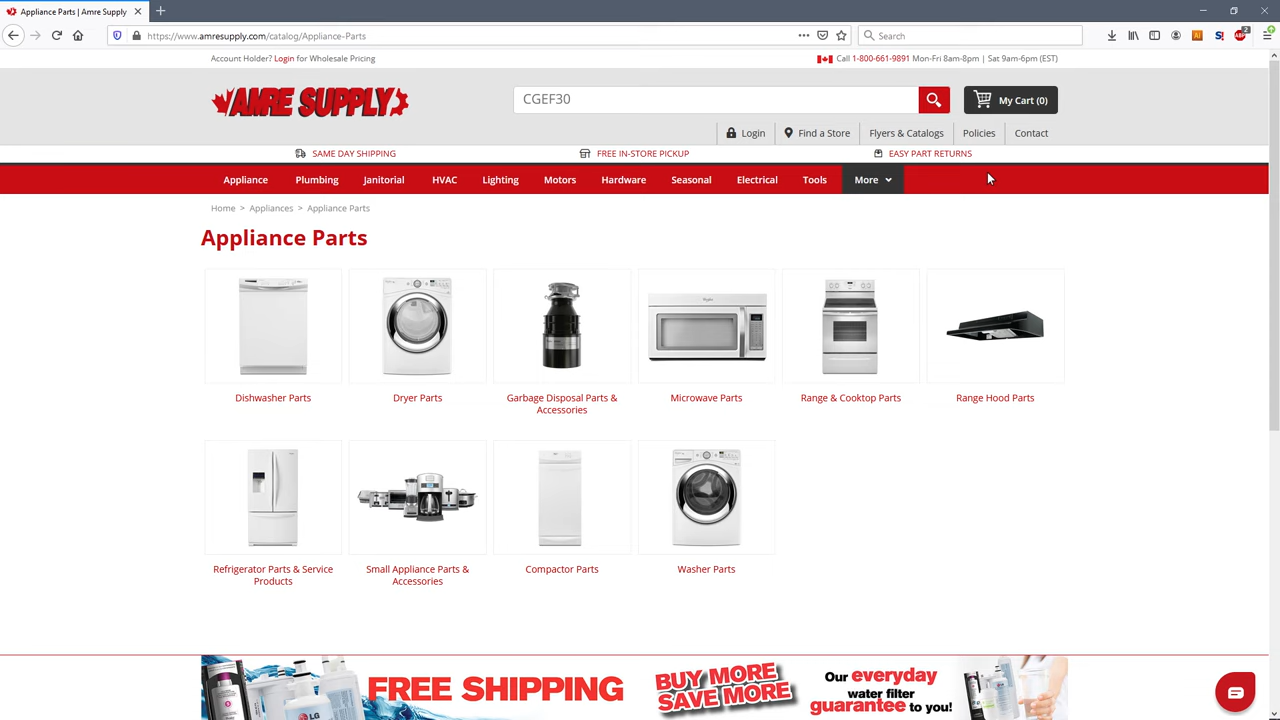 Appliance Parts | Amre Supply
https://www.amresupply.com/catalog/Appliance-Parts
Search
Account Holder? Login for Wholesale Pricing
Call 1-800-661-9891 Mon-Fri 8am-8pm | Sat 9am-6pm (EST)
AMRE SUPPLY
CGEF30
My Cart (0)
Login
Find a Store
Flyers & Catalogs
Policies
Contact
SAME DAY SHIPPING
FREE IN-STORE PICKUP
EASY PART RETURNS
Appliance
Plumbing
Janitorial
HVAC
Lighting
Motors
Hardware
Seasonal
Electrical
Tools
More
Home > Appliances > Appliance Parts
Appliance Parts
Dishwasher Parts
Dryer Parts
Garbage Disposal Parts &
Accessories
Microwave Parts
Range & Cooktop Parts
Range Hood Parts
Refrigerator Parts & Service
Products
Small Appliance Parts &
Accessories
Compactor Parts
Washer Parts
FREE SHIPPING
BUY MORE
SAVE MORE
Our everyday
water filter
guarantee to you!
LG